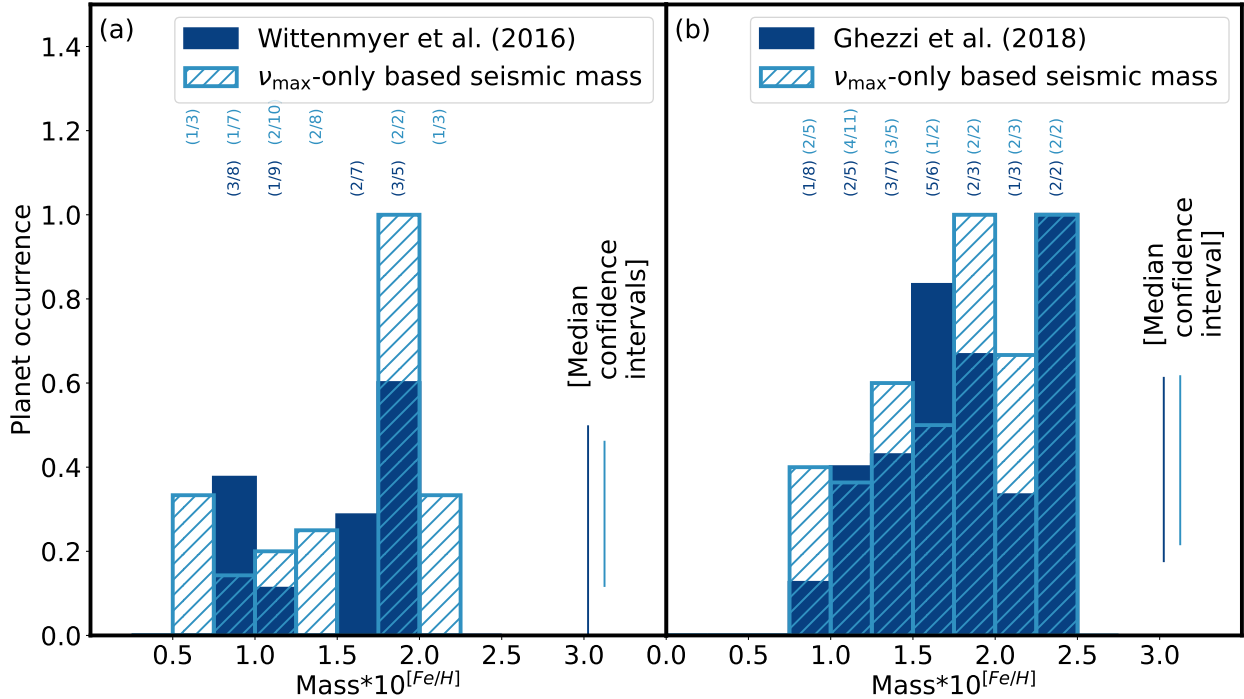 (a)
Wittenmyer et al. (2016)
ν_max-only based seismic mass
(1/3) (1/7) (2/10) (2/8) (2/2) (1/3)
(3/8) (1/9) (2/7) (3/5)
[Median
confidence
intervals]
Planet occurrence
1.4
1.2
1.0
0.8
0.6
0.4
0.2
0.0
0.5 1.0 1.5 2.0 2.5 3.0
Mass*10^[Fe/H]
(b)
Ghezzi et al. (2018)
ν_max-only based seismic mass
(2/5) (4/11) (3/5) (1/2) (2/2) (2/3) (2/2)
(1/8) (2/5) (3/7) (5/6) (2/3) (1/3) (2/2)
[Median
confidence
interval]
0.0 0.5 1.0 1.5 2.0 2.5 3.0
Mass*10^[Fe/H]